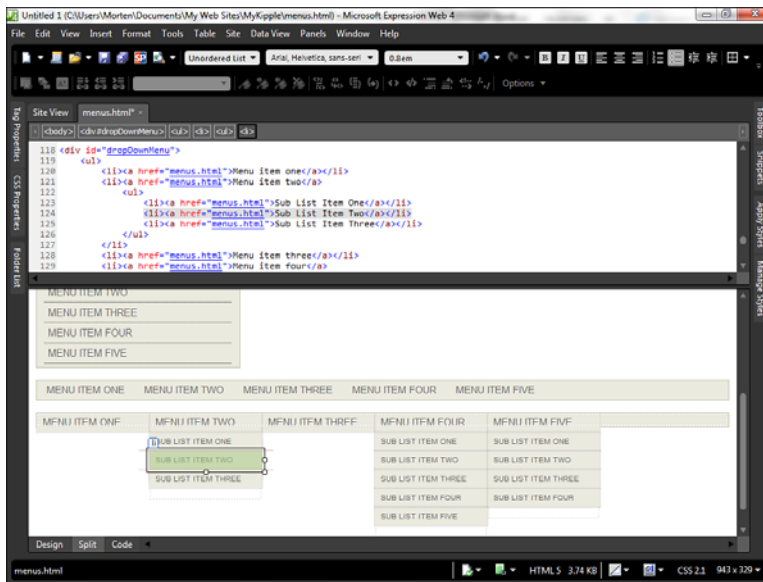 Untitled 1 (C:\Users\Morten\Documents\My Web Sites\MyKipple\menus.html) - Microsoft Expression Web 4
File Edit View Insert Format Tools Table Site Data View Panels Window Help
Unordered List Arial, Helvetica, sans-seri 0.8em B I U
Options
Site View menus.html*
<body> <div#dropDownMenu> <ul> <li> <ul> <li>
118 <div id="dropDownMenu">
119 <ul>
120 <li><a href="menus.html">Menu item one</a></li>
121 <li><a href="menus.html">Menu item two</a>
122 <ul>
123 <li><a href="menus.html">Sub List Item One</a></li>
124 <li><a href="menus.html">Sub List Item Two</a></li>
125 <li><a href="menus.html">Sub List Item Three</a></li>
126 </ul>
127 </li>
128 <li><a href="menus.html">Menu item three</a></li>
129 <li><a href="menus.html">Menu item four</a>
Tag Properties
CSS Properties
Folder List
Toolbox
Snippets
Apply Styles
Manage Styles
MENU ITEM TWO
MENU ITEM THREE
MENU ITEM FOUR
MENU ITEM FIVE
MENU ITEM ONE MENU ITEM TWO MENU ITEM THREE MENU ITEM FOUR MENU ITEM FIVE
MENU ITEM ONE MENU ITEM TWO MENU ITEM THREE MENU ITEM FOUR MENU ITEM FIVE
li SUB LIST ITEM ONE SUB LIST ITEM ONE SUB LIST ITEM ONE
SUB LIST ITEM TWO SUB LIST ITEM TWO SUB LIST ITEM TWO
SUB LIST ITEM THREE SUB LIST ITEM THREE SUB LIST ITEM THREE
SUB LIST ITEM FOUR SUB LIST ITEM FOUR
SUB LIST ITEM FIVE
Design Split Code
menus.html HTML 5 3.74 KB CSS 2.1 943 x 329